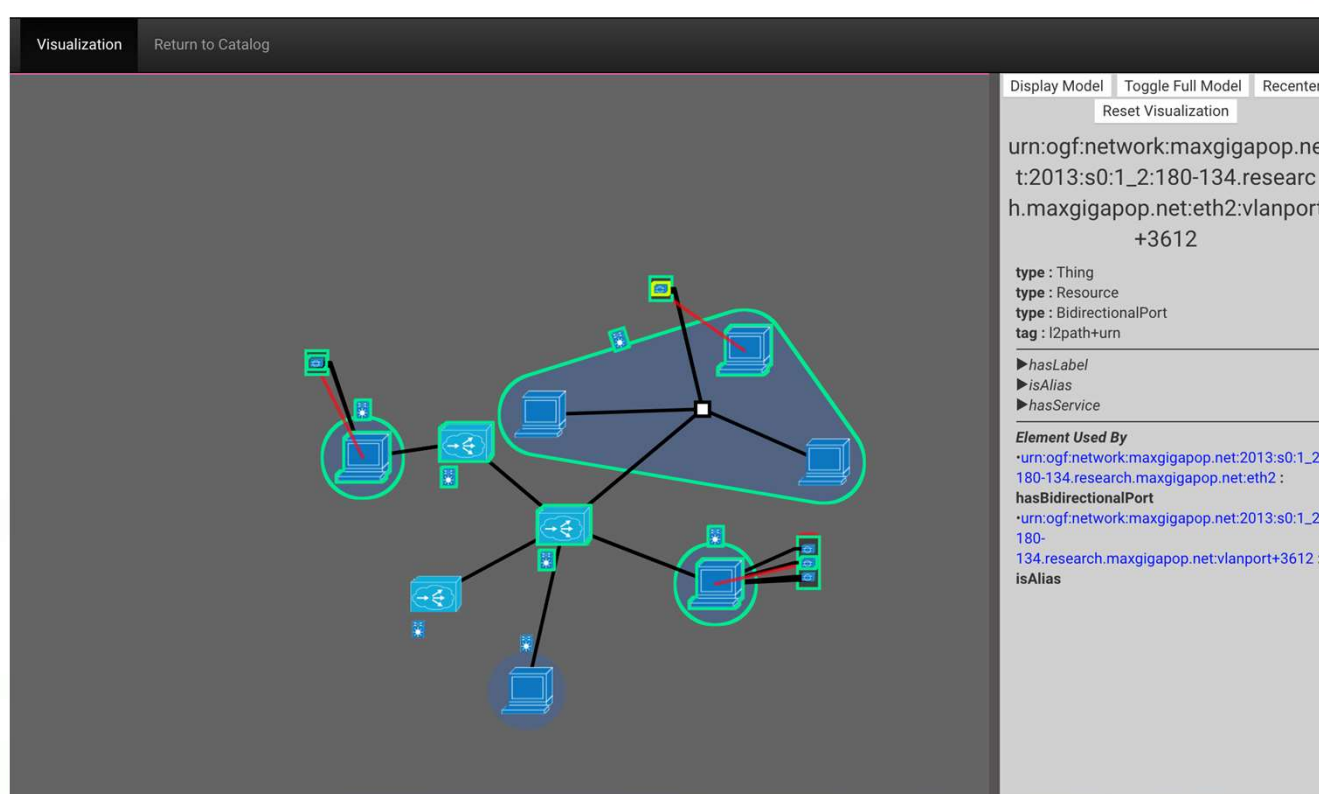 Visualization Return to Catalog
Display Model Toggle Full Model Recenter
Reset Visualization
urn:ogf:network:maxgigapop.ne
t:2013:s0:1_2:180-134.researc
h.maxgigapop.net:eth2:vlanport
+3612
type : Thing
type : Resource
type : BidirectionalPort
tag : l2path+urn
▶hasLabel
▶isAlias
▶hasService
Element Used By
•urn:ogf:network:maxgigapop.net:2013:s0:1_2
180-134.research.maxgigapop.net:eth2 :
hasBidirectionalPort
•urn:ogf:network:maxgigapop.net:2013:s0:1_2
180-
134.research.maxgigapop.net:vlanport+3612 :
isAlias